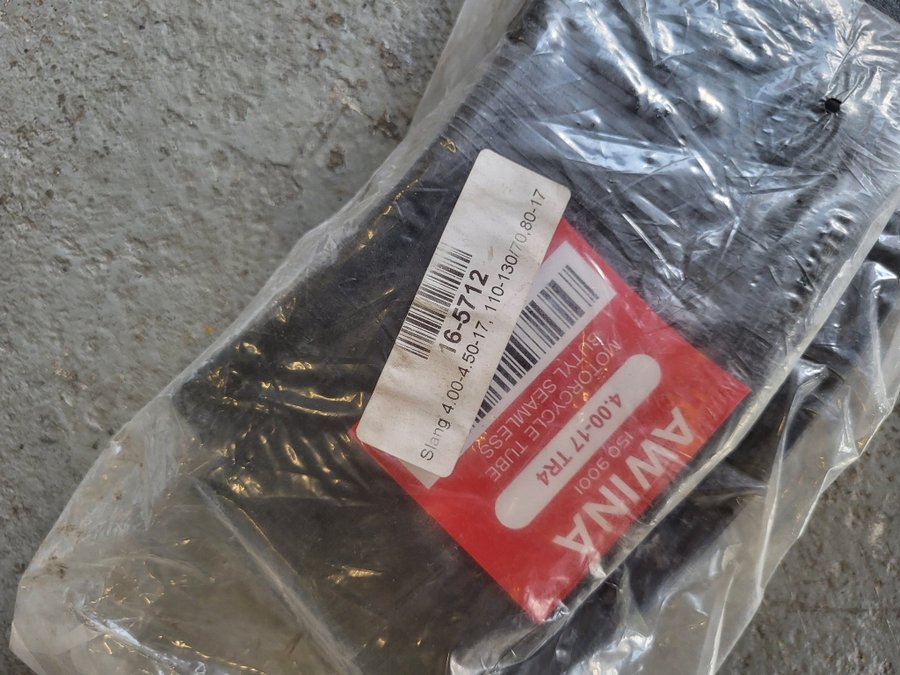 16-5712
Slang 4.00-4.50-17, 110-130/70,80-17
AWINA
ISO 9001
4.00-17 TR4
MOTORCYCLE TUBE
BUTYL SEAMLESS